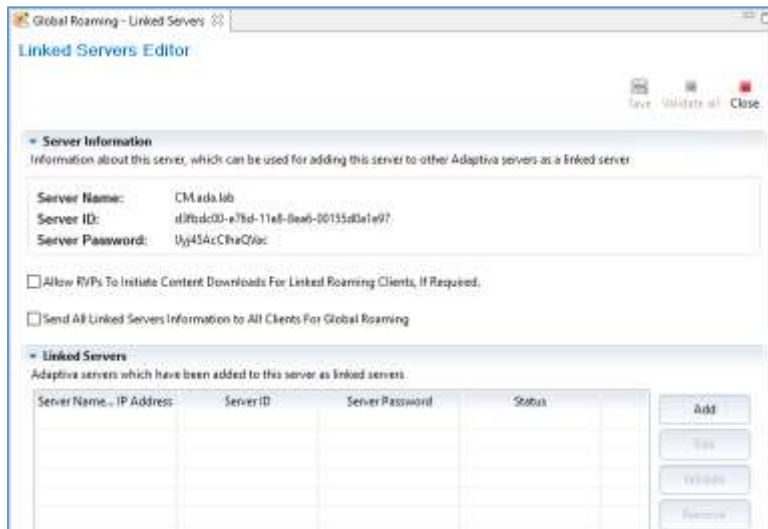 Global Roaming - Linked Servers
Linked Servers Editor
Save Validate all Close
Server Information
Information about this server, which can be used for adding this server to other Adaptiva servers as a linked server
Server Name: CM.ada.lab
Server ID:
Server Password:
Allow RVPs To Initiate Content Downloads For Linked Roaming Clients, If Required.
Send All Linked Servers Information to All Clients For Global Roaming
Linked Servers
Adaptiva servers which have been added to this server as linked servers
Server Name... IP Address Server ID Server Password Status
Add
Edit
Validate
Remove